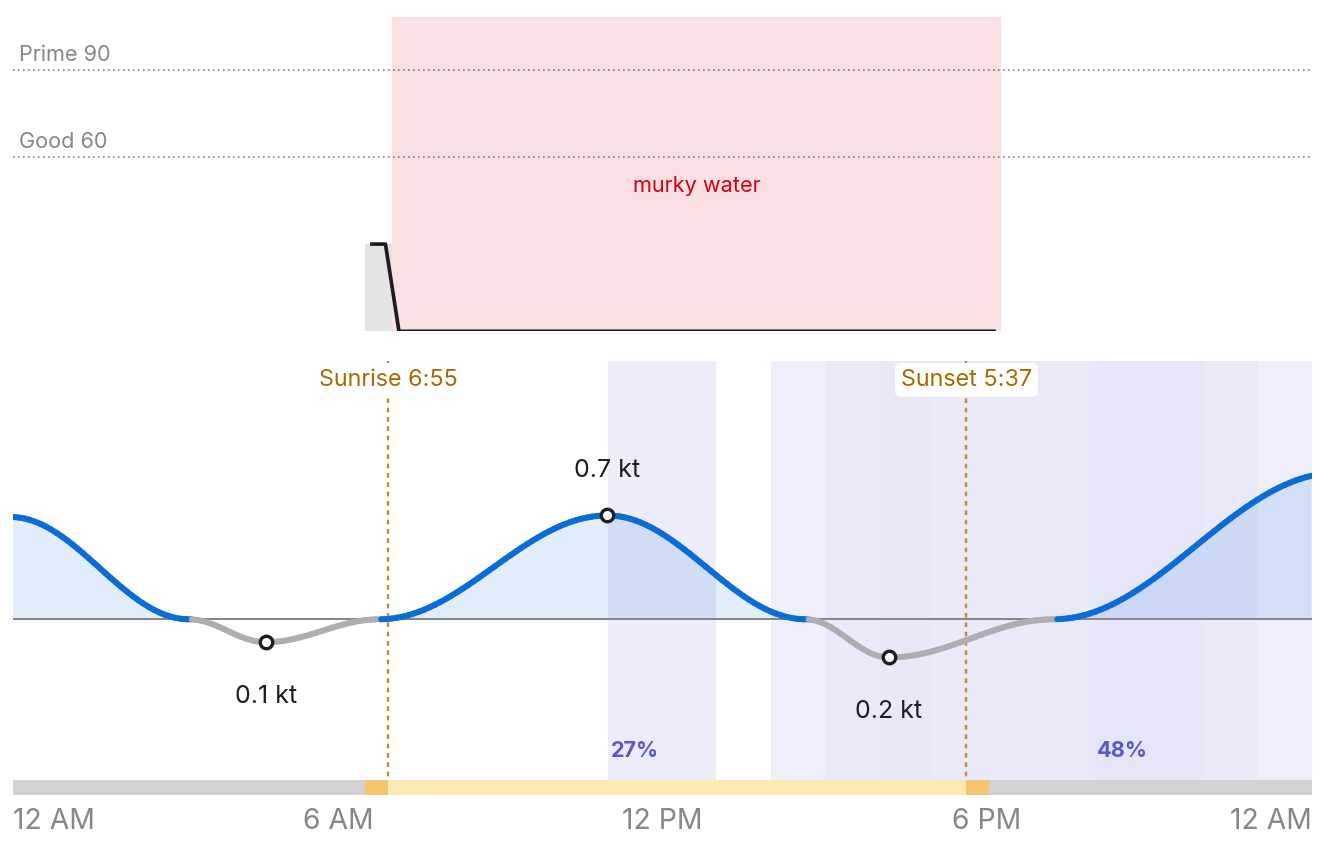 Prime 90
Good 60
murky water
Sunrise 6:55
Sunset 5:37
0.7 kt
0.1 kt
0.2 kt
27%
48%
12 AM
6 AM
12 PM
6 PM
12 AM